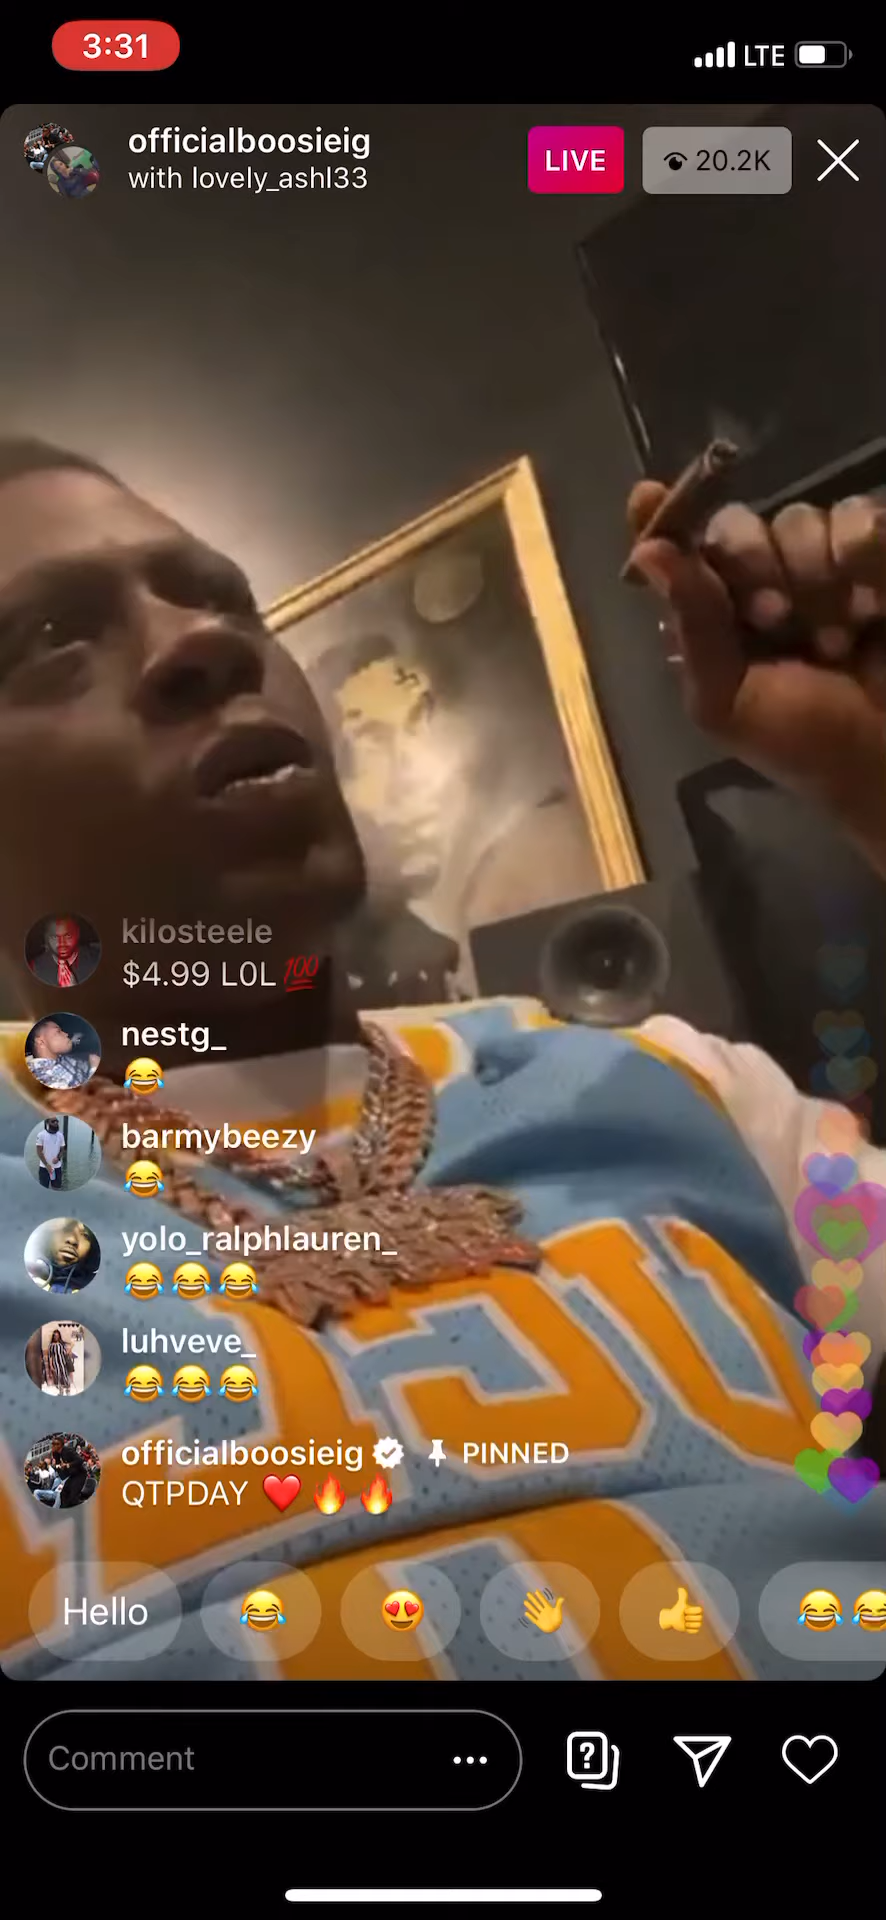 3:31
LTE
officialboosieig
with lovely_ashl33
LIVE
20.2K
kilosteele
$4.99 LOL 💯
nestg_
😂
barmybeezy
😂
yolo_ralphlauren_
😂😂😂
luhveve_
😂😂😂
officialboosieig PINNED
QTPDAY ❤️🔥🔥
Hello 😂 😍 👋 👍 😂😂
Comment